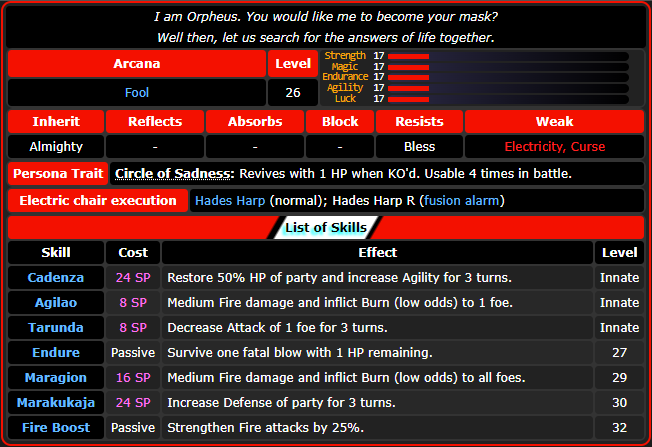 I am Orpheus. You would like me to become your mask?
Well then, let us search for the answers of life together.
Arcana Level
Strength 17
Magic 17
Endurance 17
Agility 17
Luck 17
Fool 26
Inherit Reflects Absorbs Block Resists Weak
Almighty - - - Bless Electricity, Curse
Persona Trait Circle of Sadness: Revives with 1 HP when KO'd. Usable 4 times in battle.
Electric chair execution Hades Harp (normal); Hades Harp R (fusion alarm)
List of Skills
Skill Cost Effect Level
Cadenza 24 SP Restore 50% HP of party and increase Agility for 3 turns. Innate
Agilao 8 SP Medium Fire damage and inflict Burn (low odds) to 1 foe. Innate
Tarunda 8 SP Decrease Attack of 1 foe for 3 turns. Innate
Endure Passive Survive one fatal blow with 1 HP remaining. 27
Maragion 16 SP Medium Fire damage and inflict Burn (low odds) to all foes. 29
Marakukaja 24 SP Increase Defense of party for 3 turns. 30
Fire Boost Passive Strengthen Fire attacks by 25%. 32